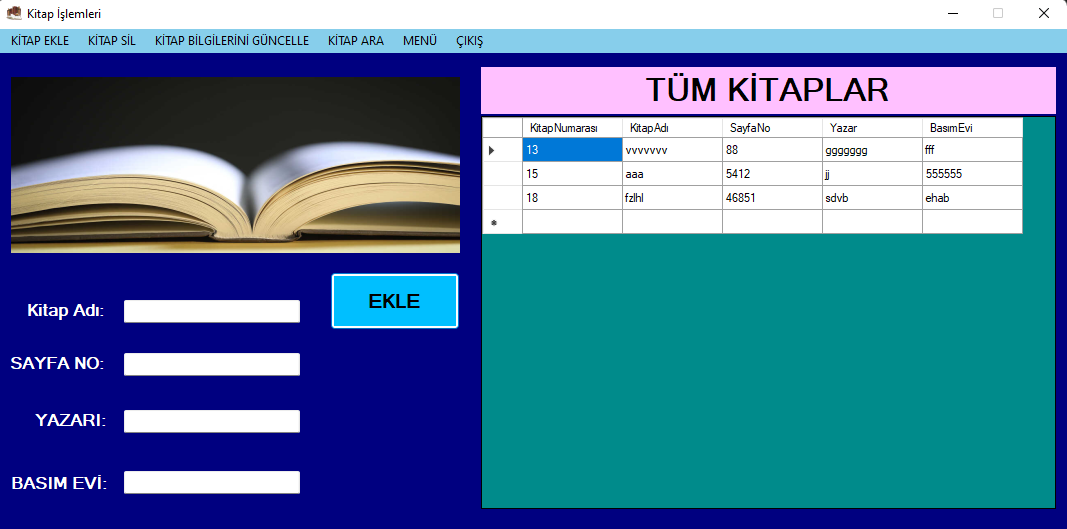 Kitap İşlemleri
KİTAP EKLE KİTAP SİL KİTAP BİLGİLERİNİ GÜNCELLE KİTAP ARA MENÜ ÇIKIŞ
TÜM KİTAPLAR
KitapNumarası KitapAdı SayfaNo Yazar BasımEvi
13 vvvvvvv 88 ggggggg fff
15 aaa 5412 jj 555555
18 fzlhl 46851 sdvb ehab
EKLE
Kitap Adı:
SAYFA NO:
YAZARI:
BASIM EVİ: